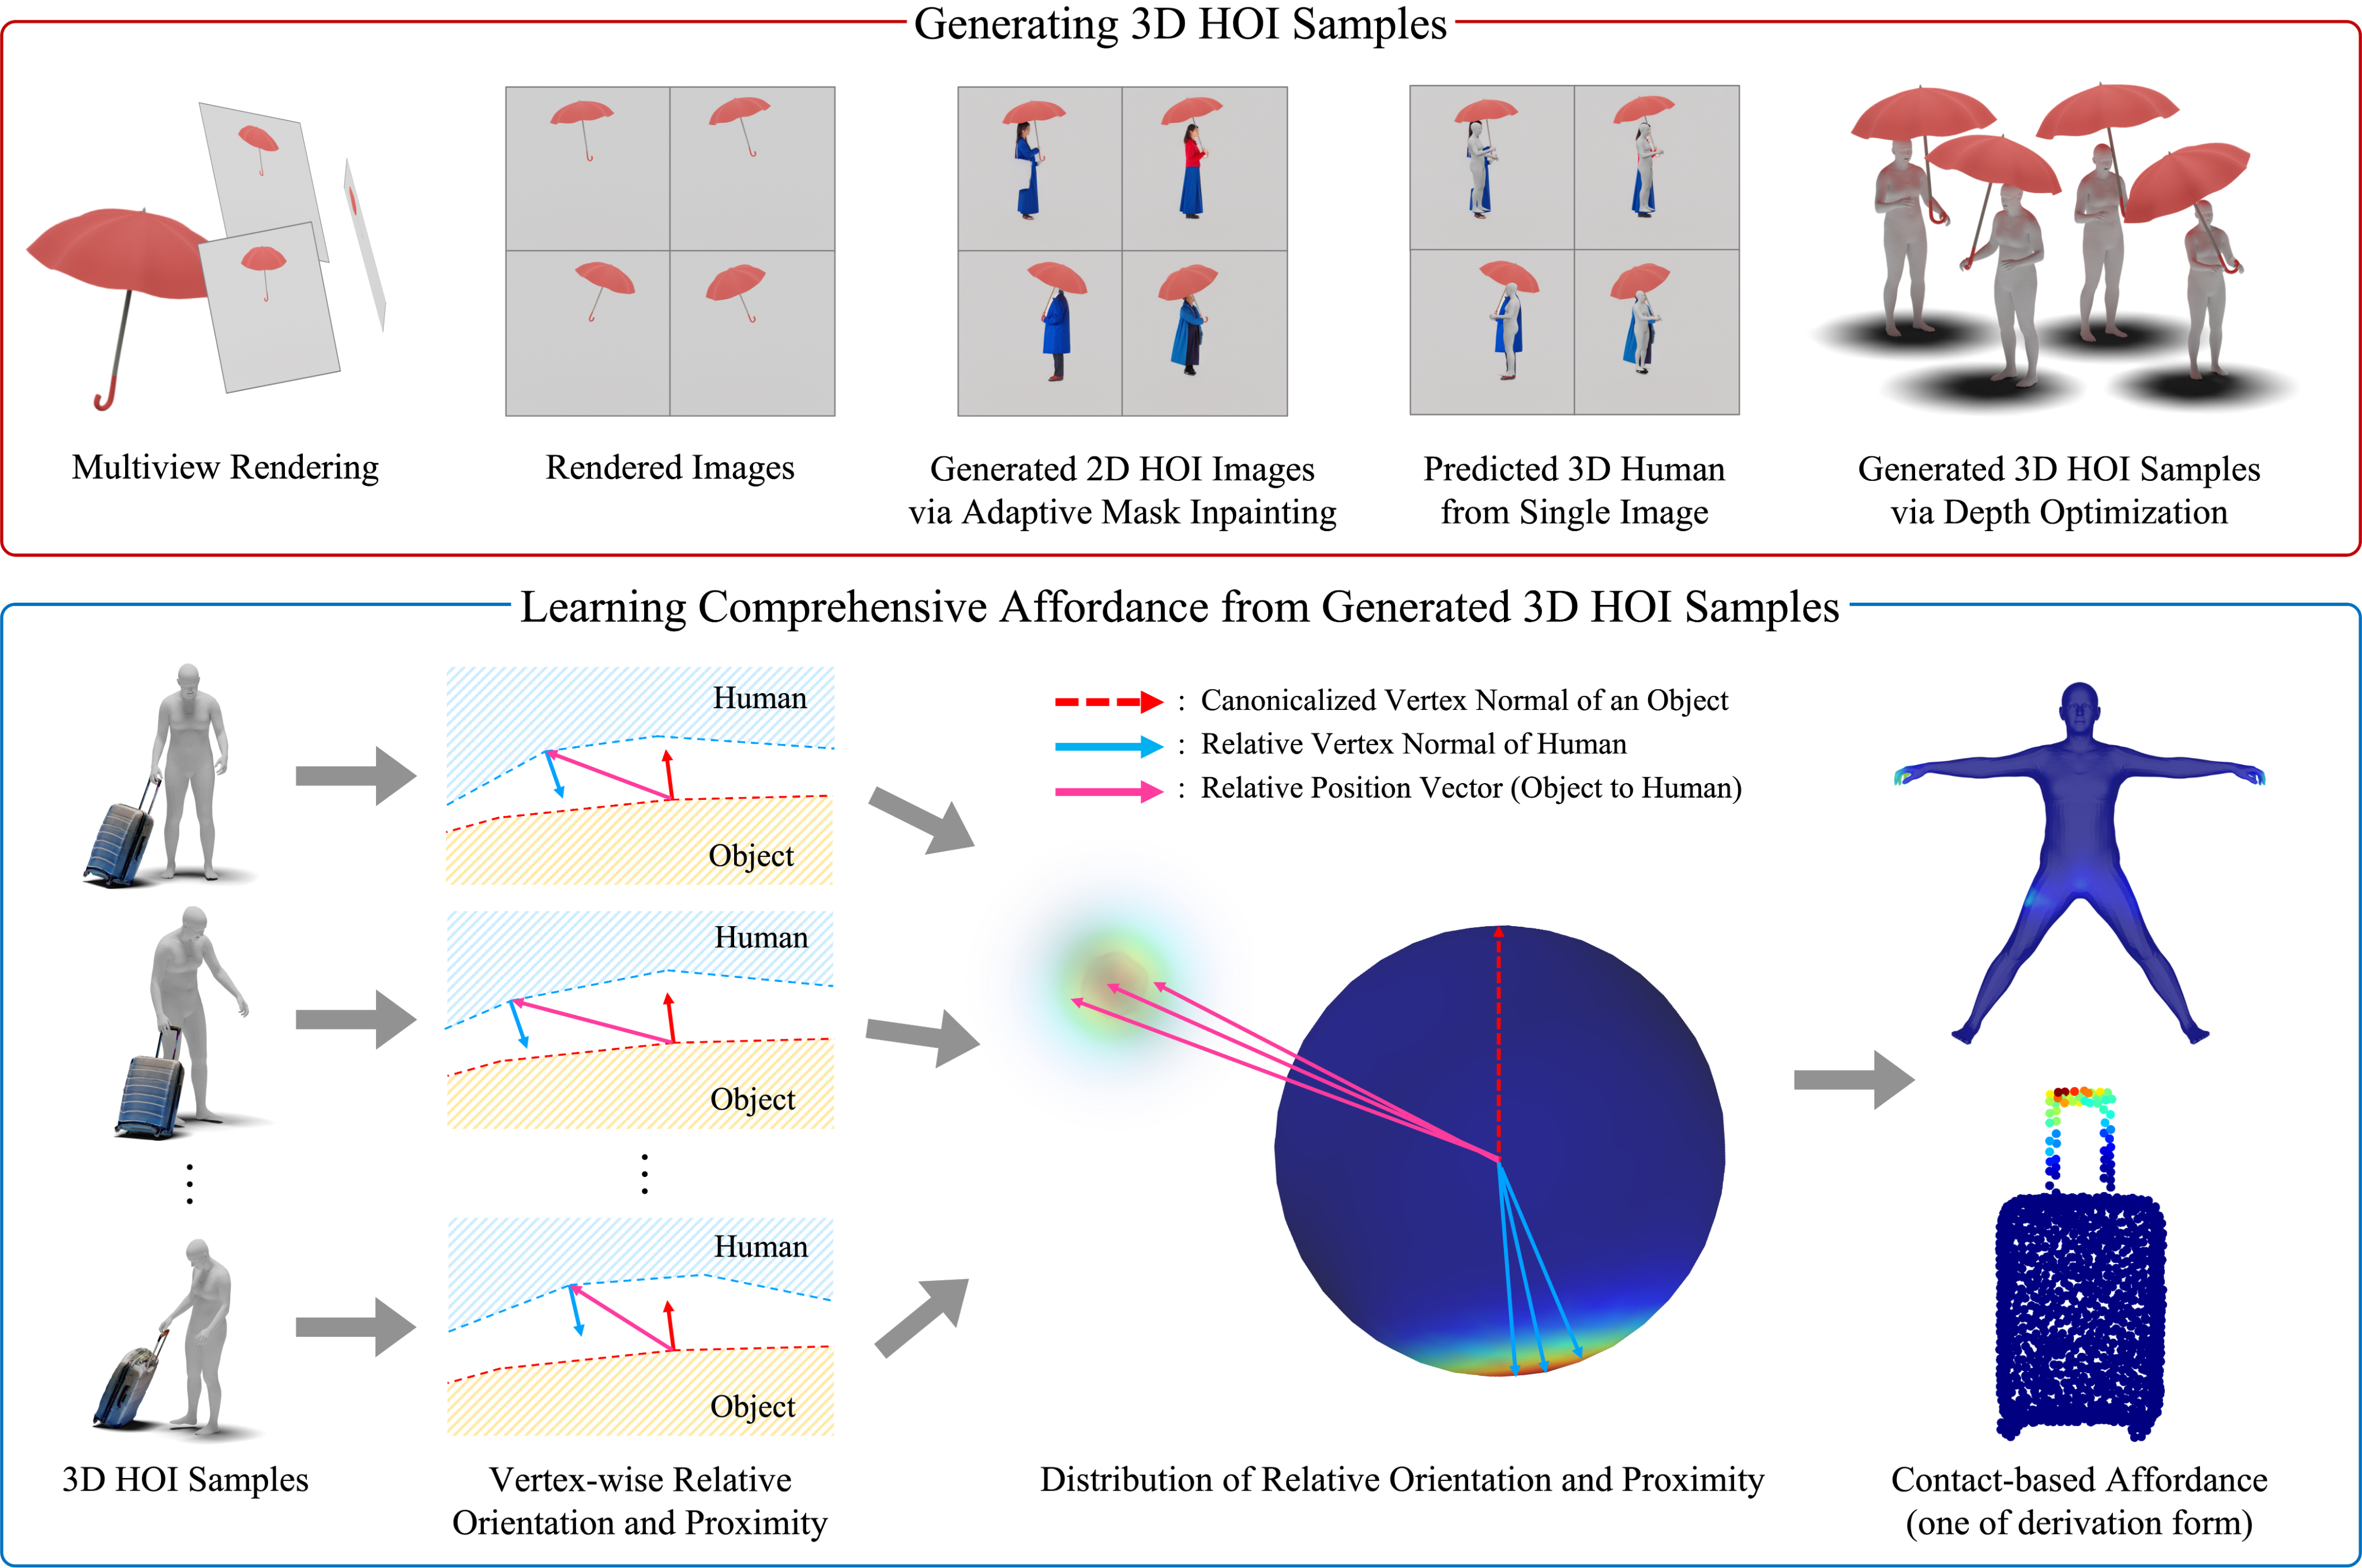 Generating 3D HOI Samples
Multiview Rendering
Rendered Images
Generated 2D HOI Images
via Adaptive Mask Inpainting
Predicted 3D Human
from Single Image
Generated 3D HOI Samples
via Depth Optimization
Learning Comprehensive Affordance from Generated 3D HOI Samples
Human
Object
Human
Object
Human
Object
: Canonicalized Vertex Normal of an Object
: Relative Vertex Normal of Human
: Relative Position Vector (Object to Human)
3D HOI Samples
Vertex-wise Relative
Orientation and Proximity
Distribution of Relative Orientation and Proximity
Contact-based Affordance
(one of derivation form)